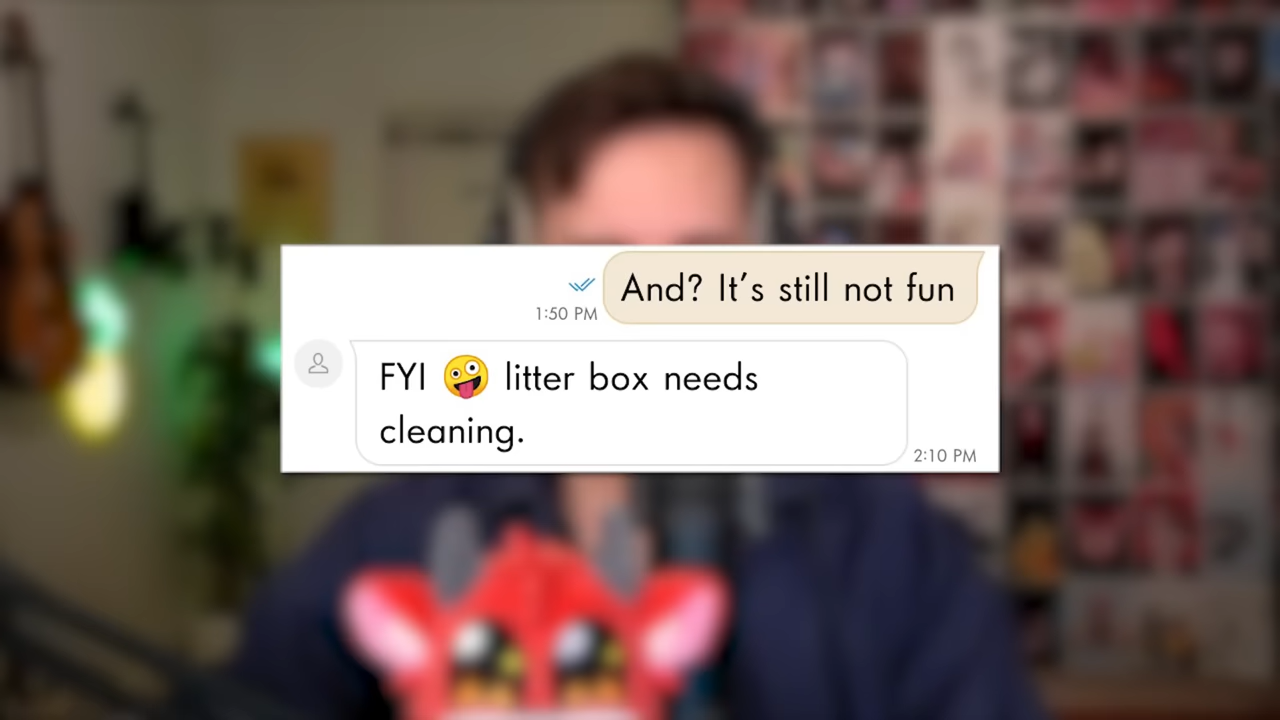 And? It's still not fun
1:50 PM
FYI 🤪 litter box needs
cleaning.
2:10 PM